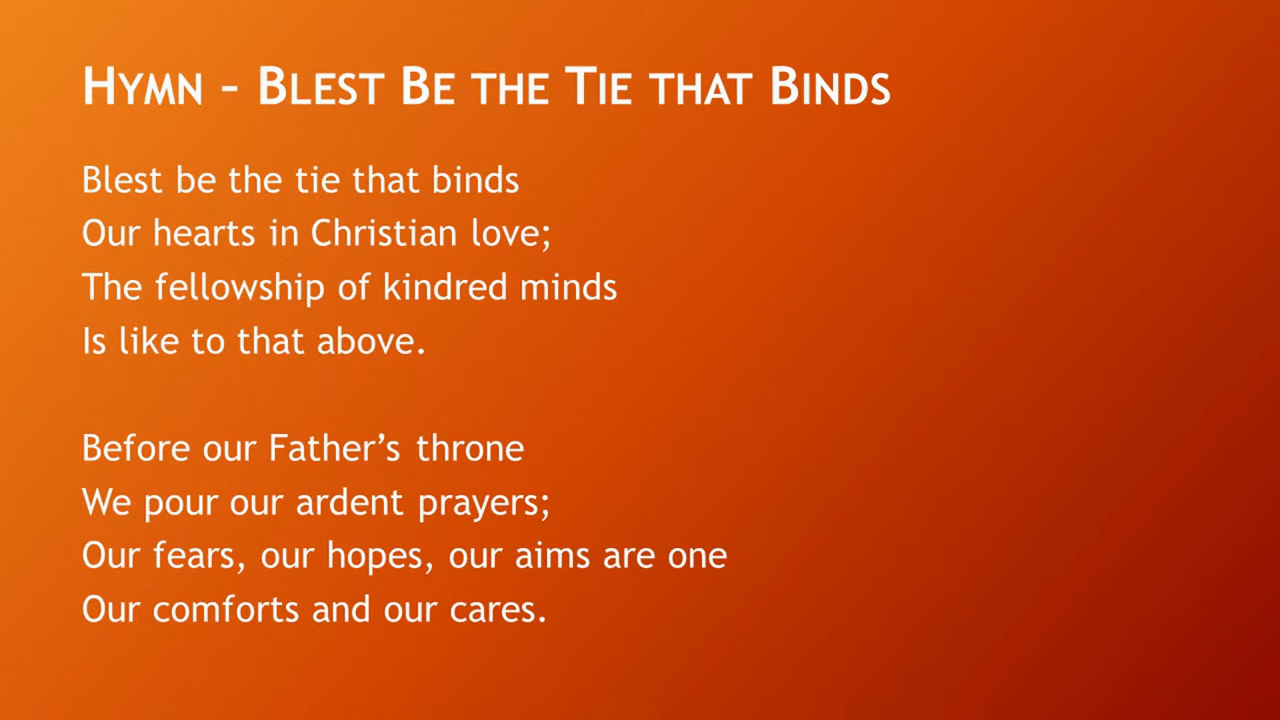 Hymn – Blest Be the Tie that Binds
Blest be the tie that binds
Our hearts in Christian love;
The fellowship of kindred minds
Is like to that above.
Before our Father’s throne
We pour our ardent prayers;
Our fears, our hopes, our aims are one
Our comforts and our cares.